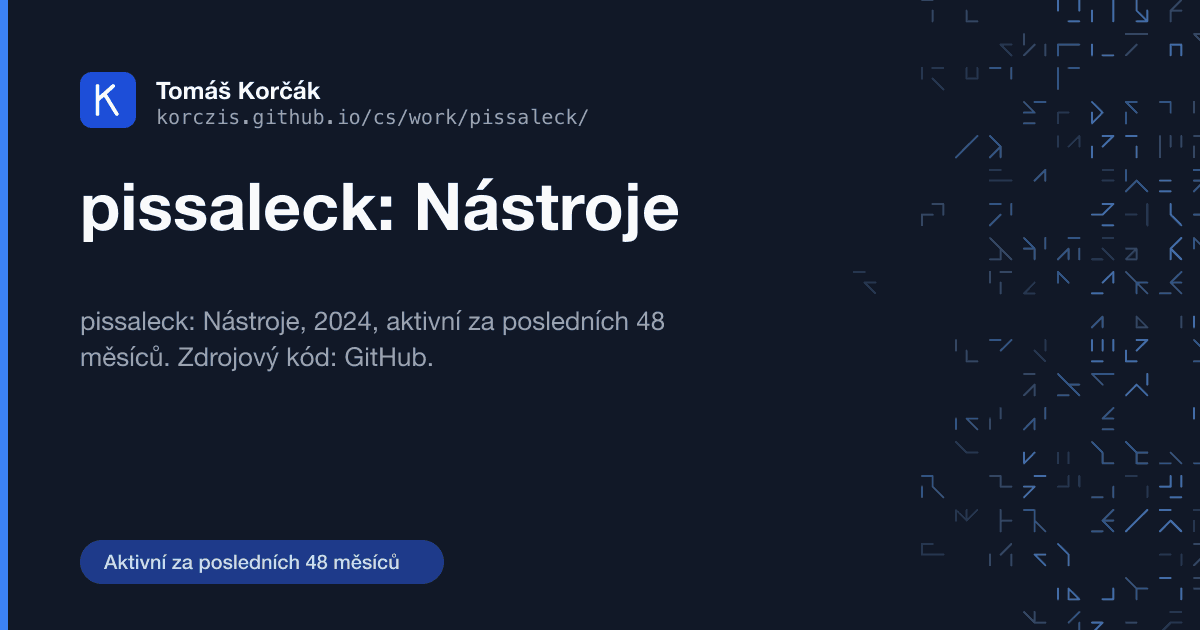 K
Tomáš Korčák
korczis.github.io/cs/work/pissaleck/
pissaleck: Nástroje
pissaleck: Nástroje, 2024, aktivní za posledních 48
měsíců. Zdrojový kód: GitHub.
Aktivní za posledních 48 měsíců